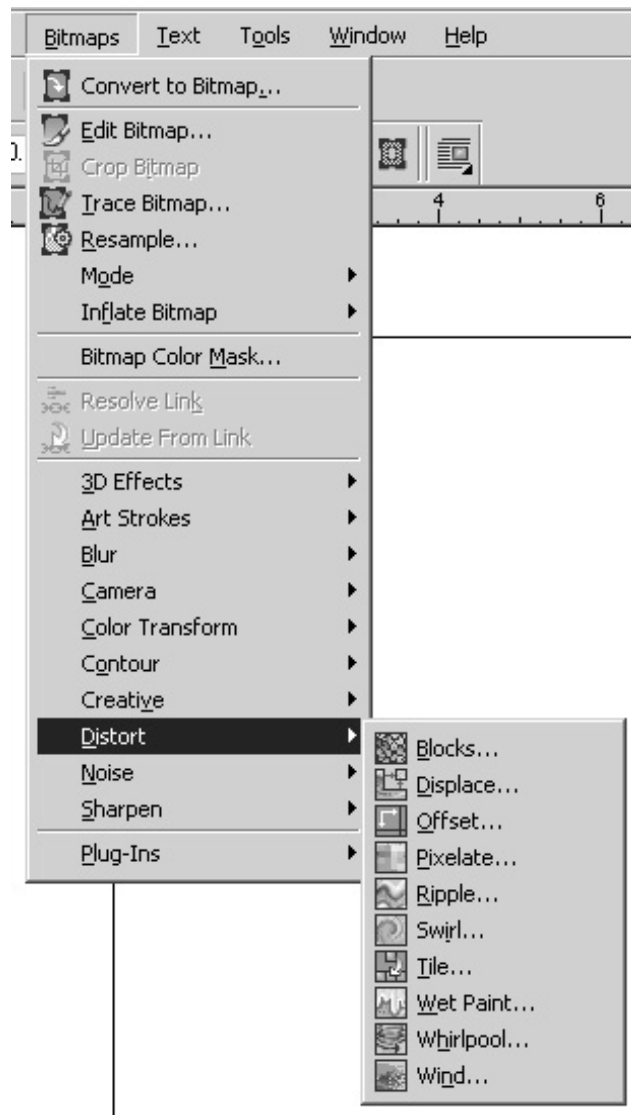 Bitmaps Text Tools Window Help
Convert to Bitmap...
Edit Bitmap...
0.
Crop Bitmap
Trace Bitmap...
4 6
Resample...
Mode
Inflate Bitmap
Bitmap Color Mask...
Resolve Link
Update From Link
3D Effects
Art Strokes
Blur
Camera
Color Transform
Contour
Creative
Distort
Noise
Sharpen
Plug-Ins
Blocks...
Displace...
Offset...
Pixelate...
Ripple...
Swirl...
Tile...
Wet Paint...
Whirlpool...
Wind...